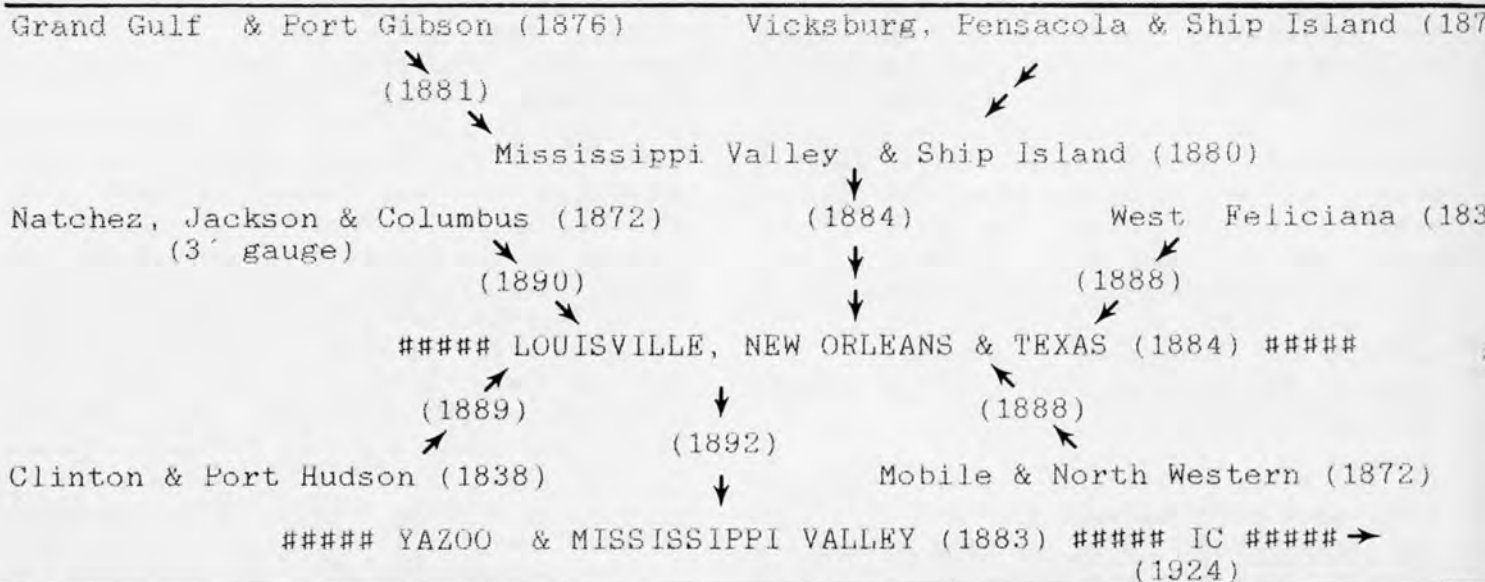 Grand Gulf & Port Gibson (1876) Vicksburg, Pensacola & Ship Island (187
(1881)
Mississippi Valley & Ship Island (1880)
Natchez, Jackson & Columbus (1872) (1884) West Feliciana (183
(3´ gauge)
(1890) (1888)
##### LOUISVILLE, NEW ORLEANS & TEXAS (1884) #####
(1889) (1888)
(1892)
Clinton & Port Hudson (1838) Mobile & North Western (1872)
##### YAZOO & MISSISSIPPI VALLEY (1883) ##### IC #####
(1924)